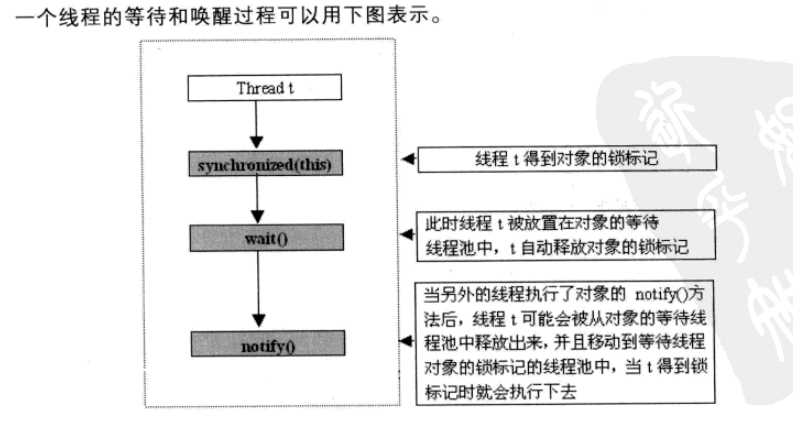 一个线程的等待和唤醒过程可以用下图表示。
Thread t
synchronized(this)
线程 t 得到对象的锁标记
wait()
此时线程 t 被放置在对象的等待
线程池中，t 自动释放对象的锁标记
notify()
当另外的线程执行了对象的 notify()方
法后，线程 t 可能会被从对象的等待线
程池中释放出来，并且移动到等待线程
对象的锁标记的线程池中，当 t 得到锁
标记时就会执行下去